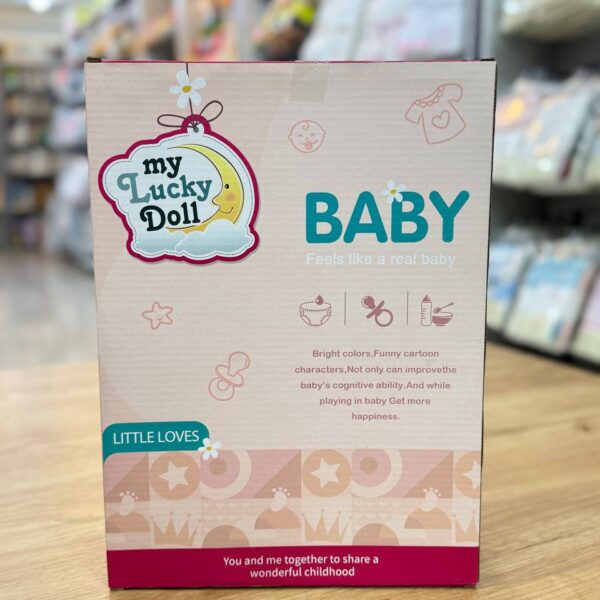 my
Lucky
Doll
BABY
Feels like a real baby
Bright colors,Funny cartoon
characters,Not only can improvethe
baby's cognitive ability.And while
playing in baby Get more
happiness.
LITTLE LOVES
You and me together to share a
wonderful childhood